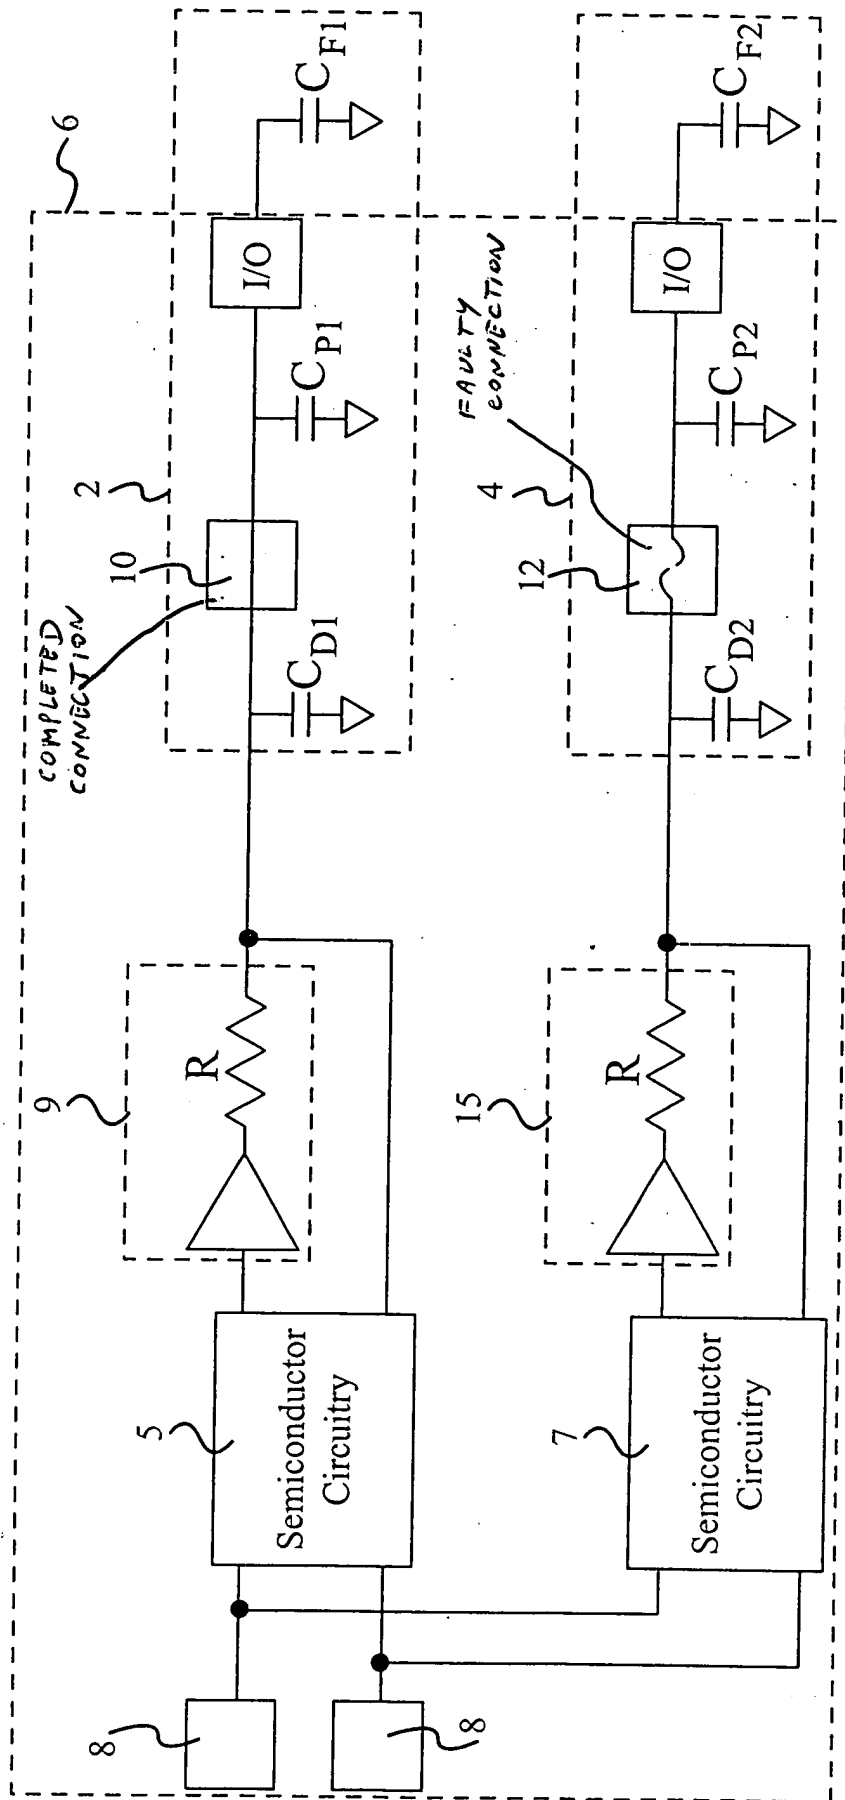 6
2
COMPLETED
CONNECTION
10
9
R
5
Semiconductor
Circuitry
8
8
C_D1
C_P1
I/O
C_F1
FAULTY
CONNECTION
4
12
15
R
7
Semiconductor
Circuitry
C_D2
C_P2
I/O
C_F2